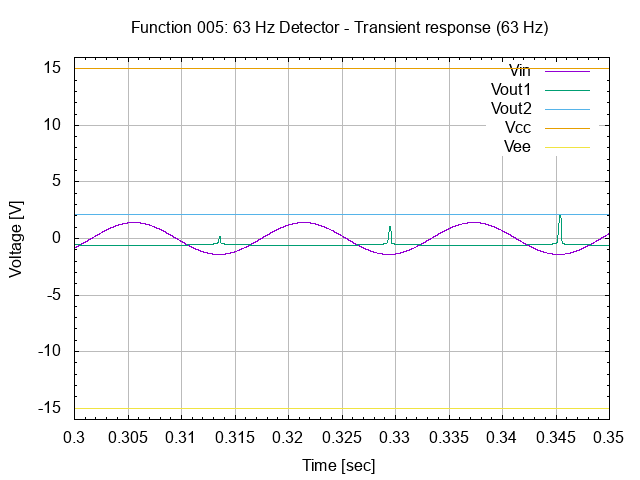 Function 005: 63 Hz Detector - Transient response (63 Hz)
15
10
5
0
-5
-10
-15
Voltage [V]
Vin
Vout1
Vout2
Vcc
Vee
0.3 0.305 0.31 0.315 0.32 0.325 0.33 0.335 0.34 0.345 0.35
Time [sec]